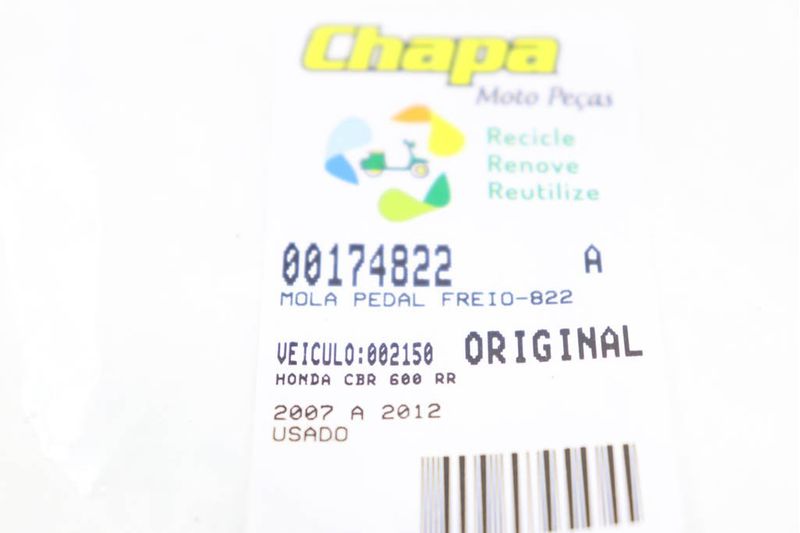 Chapa
Moto Peças
Recicle
Renove
Reutilize
00174822 A
MOLA PEDAL FREIO-822
VEICULO:002150 ORIGINAL
HONDA CBR 600 RR
2007 A 2012
USADO